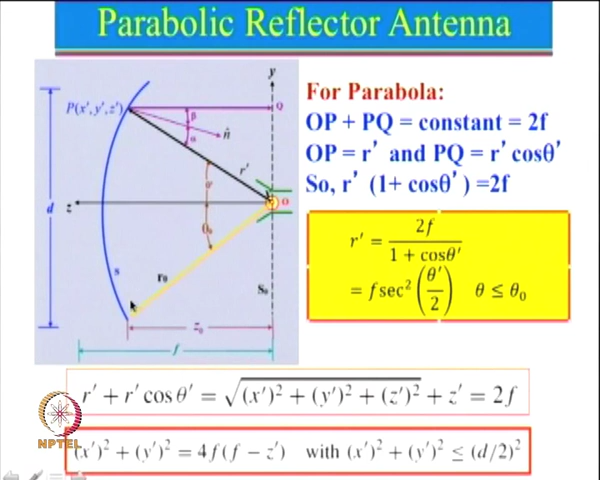 Parabolic Reflector Antenna
y
P(x′, y′, z′)
Q
β
n̂
α
r′
d
z
θ′
O
θ₀
s
r₀
S₀
z₀
f
For Parabola:
OP + PQ = constant = 2f
OP = r′ and PQ = r′ cosθ′
So, r′ (1+ cosθ′ ) =2f
r′ = 2f / 1 + cosθ′
= f sec² (θ′/2) θ ≤ θ₀
r′ + r′ cos θ′ = √(x′)² + (y′)² + (z′)² + z′ = 2f
(x′)² + (y′)² = 4f(f − z′) with (x′)² + (y′)² ≤ (d/2)²
NPTEL